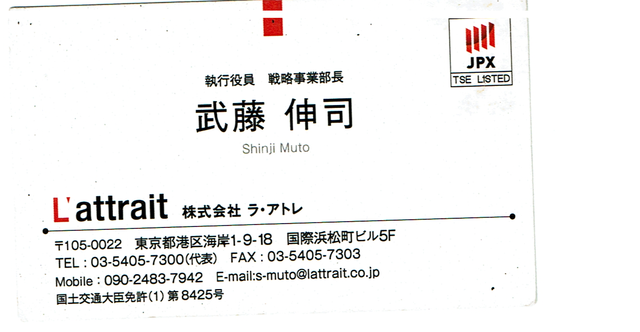 JPX
TSE LISTED
執行役員 戦略事業部長
武藤 伸司
Shinji Muto
L'attrait 株式会社 ラ・アトレ
〒105-0022 東京都港区海岸1-9-18 国際浜松町ビル5F
TEL : 03-5405-7300(代表) FAX : 03-5405-7303
Mobile : 090-2483-7942 E-mail:s-muto@lattrait.co.jp
国土交通大臣免許(1) 第8425号